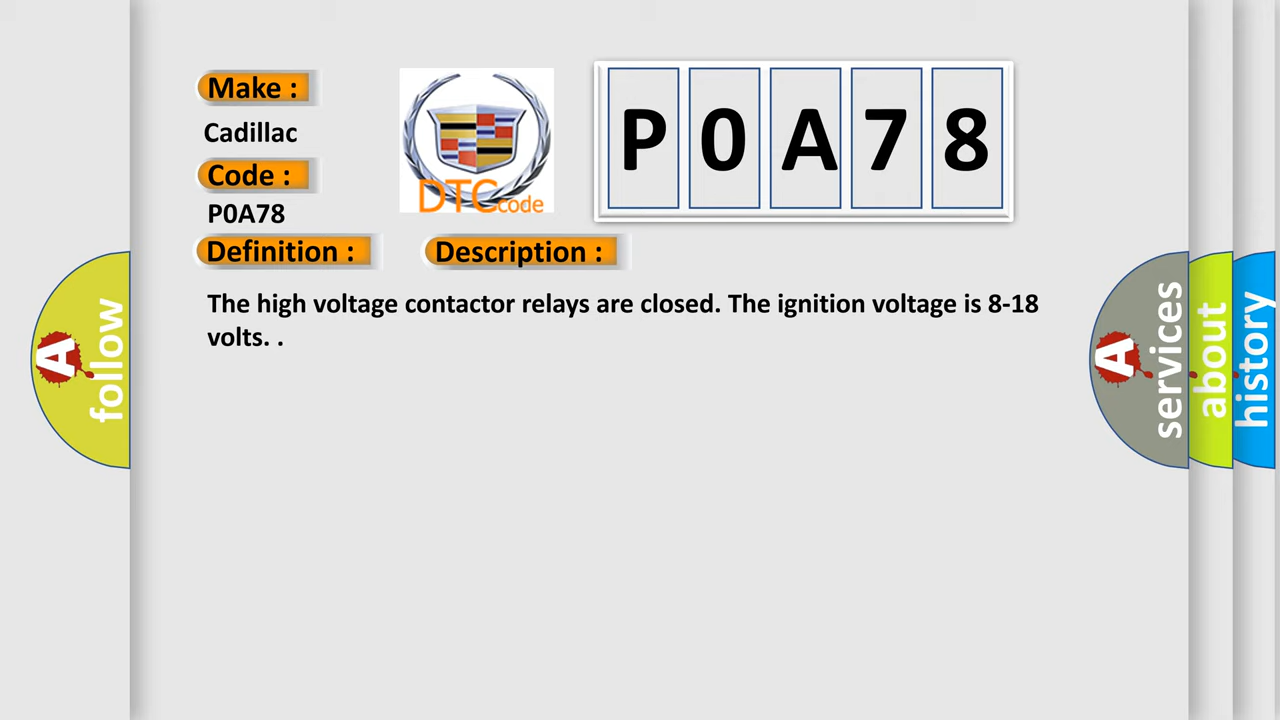 Make :
Cadillac
Code :
P0A78
Definition :
Description :
The high voltage contactor relays are closed. The ignition voltage is 8-18
volts. .
DTCcode
P 0 A 7 8
A follow
A services
about
history